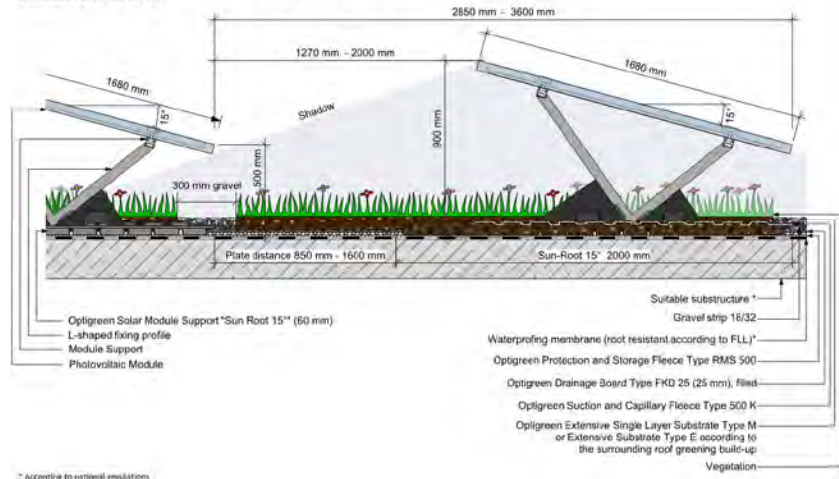 2850 mm - 3600 mm
1270 mm - 2000 mm
1680 mm
15°
Shadow
1680 mm
15°
900 mm
500 mm
300 mm gravel
Plate distance 850 mm - 1600 mm
Sun-Root 15° 2000 mm
Optigreen Solar Module Support "Sun Root 15°" (60 mm)
L-shaped fixing profile
Module Support
Photovoltaic Module
Suitable substructure *
Gravel strip 16/32
Waterprofing membrane (root resistant according to FLL)*
Optigreen Protection and Storage Fleece Type RMS 500
Optigreen Drainage Board Type FKD 25 (25 mm), filled
Optigreen Suction and Capillary Fleece Type 500 K
Optigreen Extensive Single Layer Substrate Type M
or Extensive Substrate Type E according to
the surrounding roof greening build-up
Vegetation
* According to national regulations